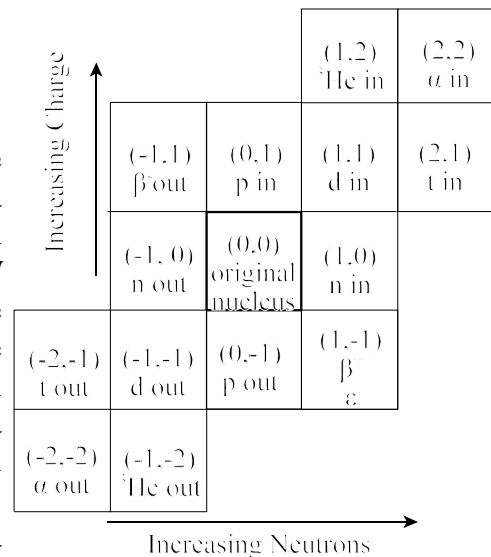 Increasing Charge
(1,2)
³He in
(2,2)
α in
(-1,1)
β⁻out
(0,1)
p in
(1,1)
d in
(2,1)
t in
(-1, 0)
n out
(0,0)
original
nucleus
(1,0)
n in
(-2,-1)
t out
(-1,-1)
d out
(0,-1)
p out
(1,-1)
β
ε
(-2,-2)
α out
(-1,-2)
³He out
Increasing Neutrons